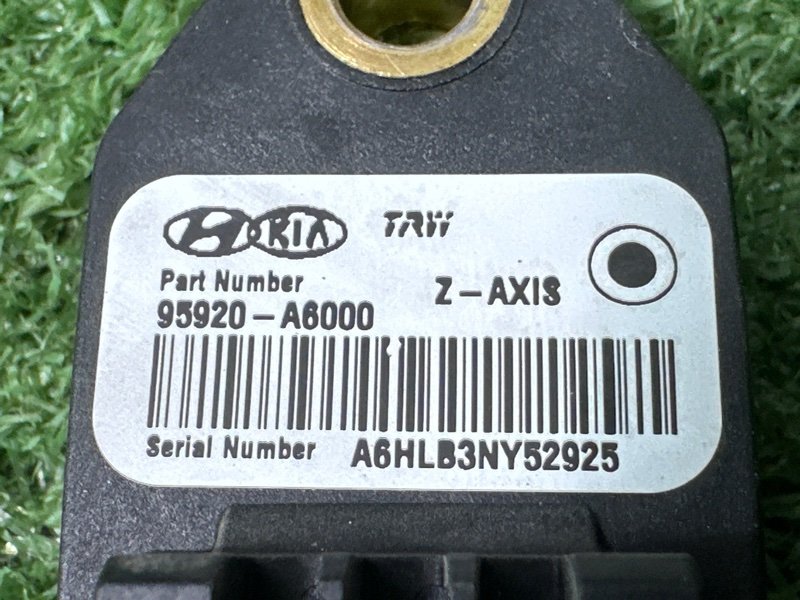 H KIA TRW
Part Number
95920-A6000 Z-AXIS
Serial Number A6HLB3NY52925